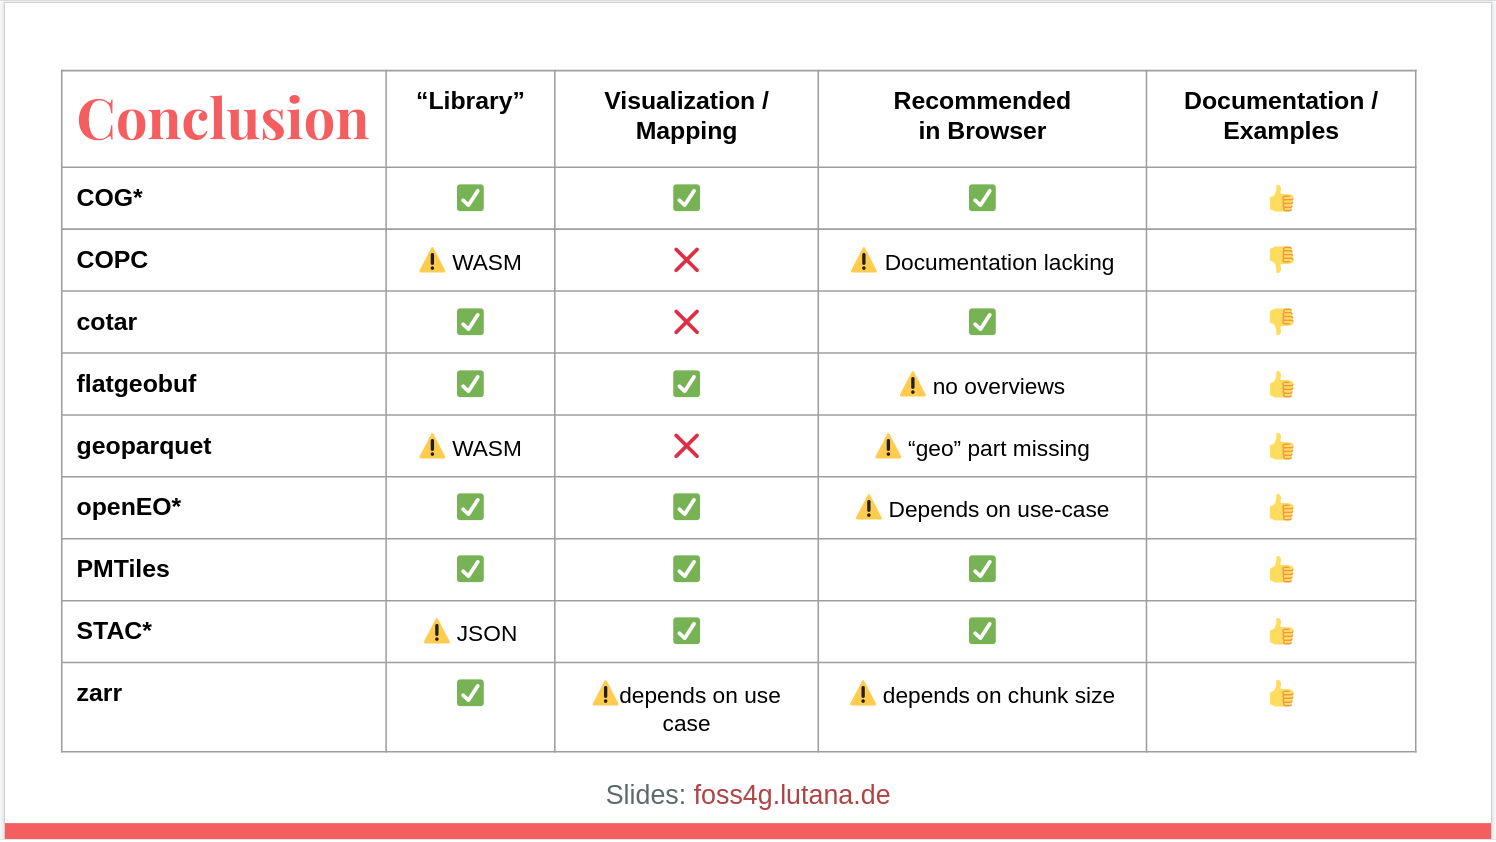 Conclusion
“Library”
Visualization /
Mapping
Recommended
in Browser
Documentation /
Examples
COG*
COPC
WASM
Documentation lacking
cotar
flatgeobuf
no overviews
geoparquet
WASM
“geo” part missing
openEO*
Depends on use-case
PMTiles
STAC*
JSON
zarr
depends on use
case
depends on chunk size
Slides: foss4g.lutana.de